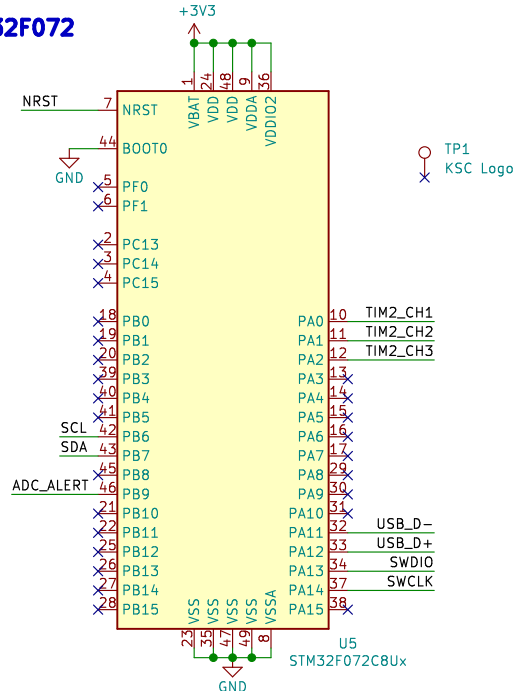 32F072
+3V3
1 24 48 9 36
VBAT VDD VDD VDDA VDDIO2
NRST 7 NRST
44 BOOT0
GND
5 PF0
6 PF1
2 PC13
3 PC14
4 PC15
18 PB0
19 PB1
20 PB2
39 PB3
40 PB4
41 PB5
SCL 42 PB6
SDA 43 PB7
45 PB8
ADC_ALERT 46 PB9
21 PB10
22 PB11
25 PB12
26 PB13
27 PB14
28 PB15
PA0 10 TIM2_CH1
PA1 11 TIM2_CH2
PA2 12 TIM2_CH3
PA3 13
PA4 14
PA5 15
PA6 16
PA7 17
PA8 29
PA9 30
PA10 31
PA11 32 USB_D-
PA12 33 USB_D+
PA13 34 SWDIO
PA14 37 SWCLK
PA15 38
VSS VSS VSS VSS VSSA
23 35 47 49 8
GND
U5
STM32F072C8Ux
TP1
KSC Logo